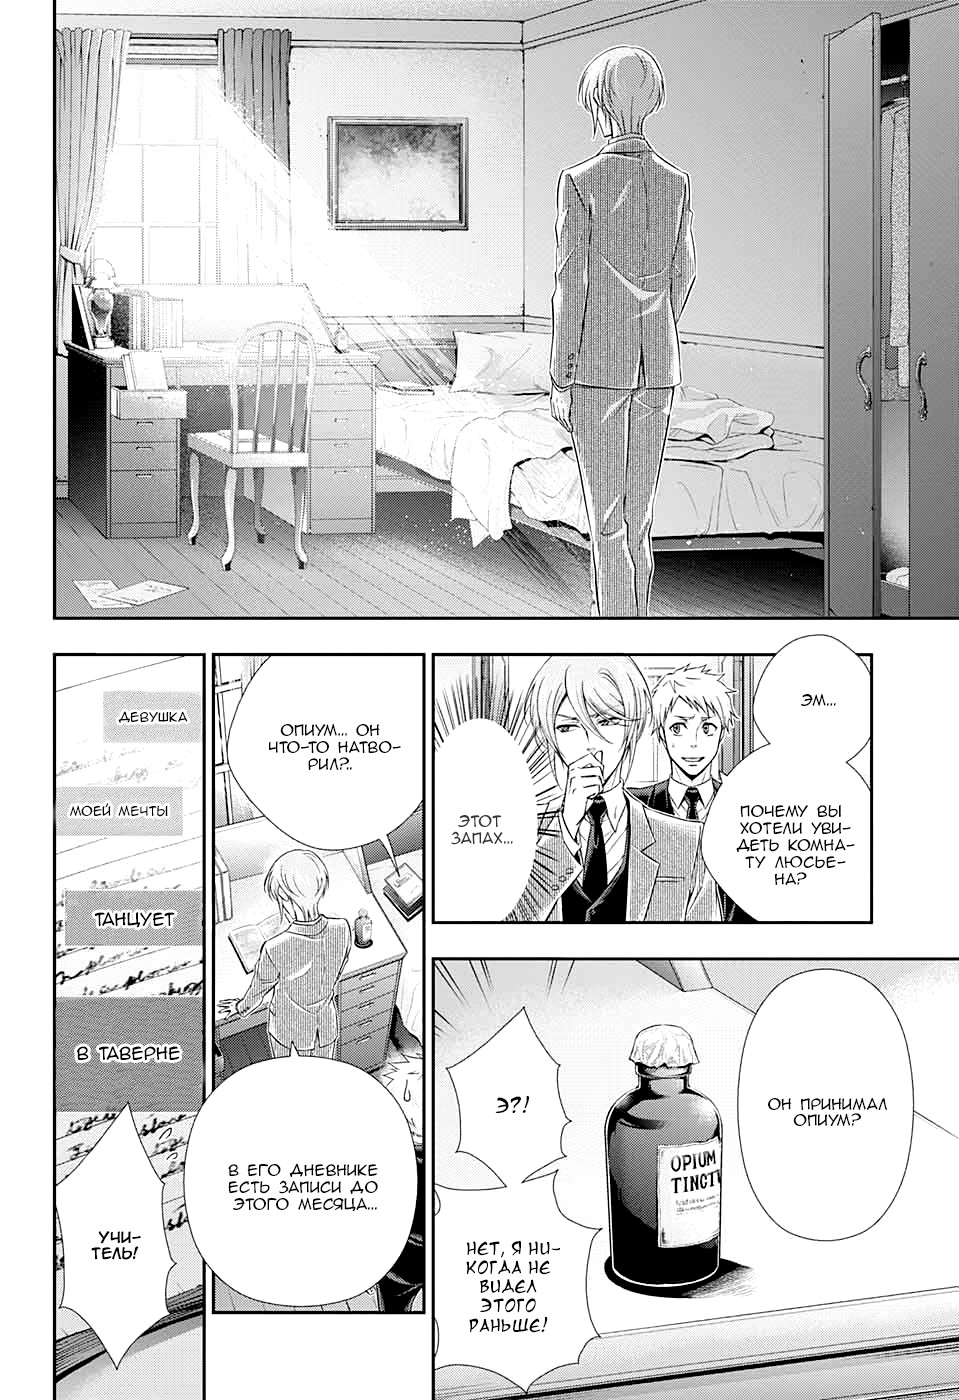 ЭМ...
ПОЧЕМУ ВЫ
ХОТЕЛИ УВИ-
ДЕТЬ КОМНА-
ТУ ЛЮСЬЕ-
НА?
ЭТОТ
ЗАПАХ...
ОН ПРИНИМАЛ
ОПИУМ?
OPIUM
Э?!
НЕТ, Я НИ-
КОГДА НЕ
ВИДЕЛ
ЭТОГО
РАНЬШЕ!
ОПИУМ... ОН
ЧТО-ТО НАТВО-
РИЛ?.
В ЕГО ДНЕВНИКЕ
ЕСТЬ ЗАПИСИ ДО
ЭТОГО МЕСЯЦА...
ДЕВУШКА
МОЕЙ МЕЧТЫ
ТАНЦУЕТ
В ТАВЕРНЕ
УЧИ-
ТЕЛЬ!